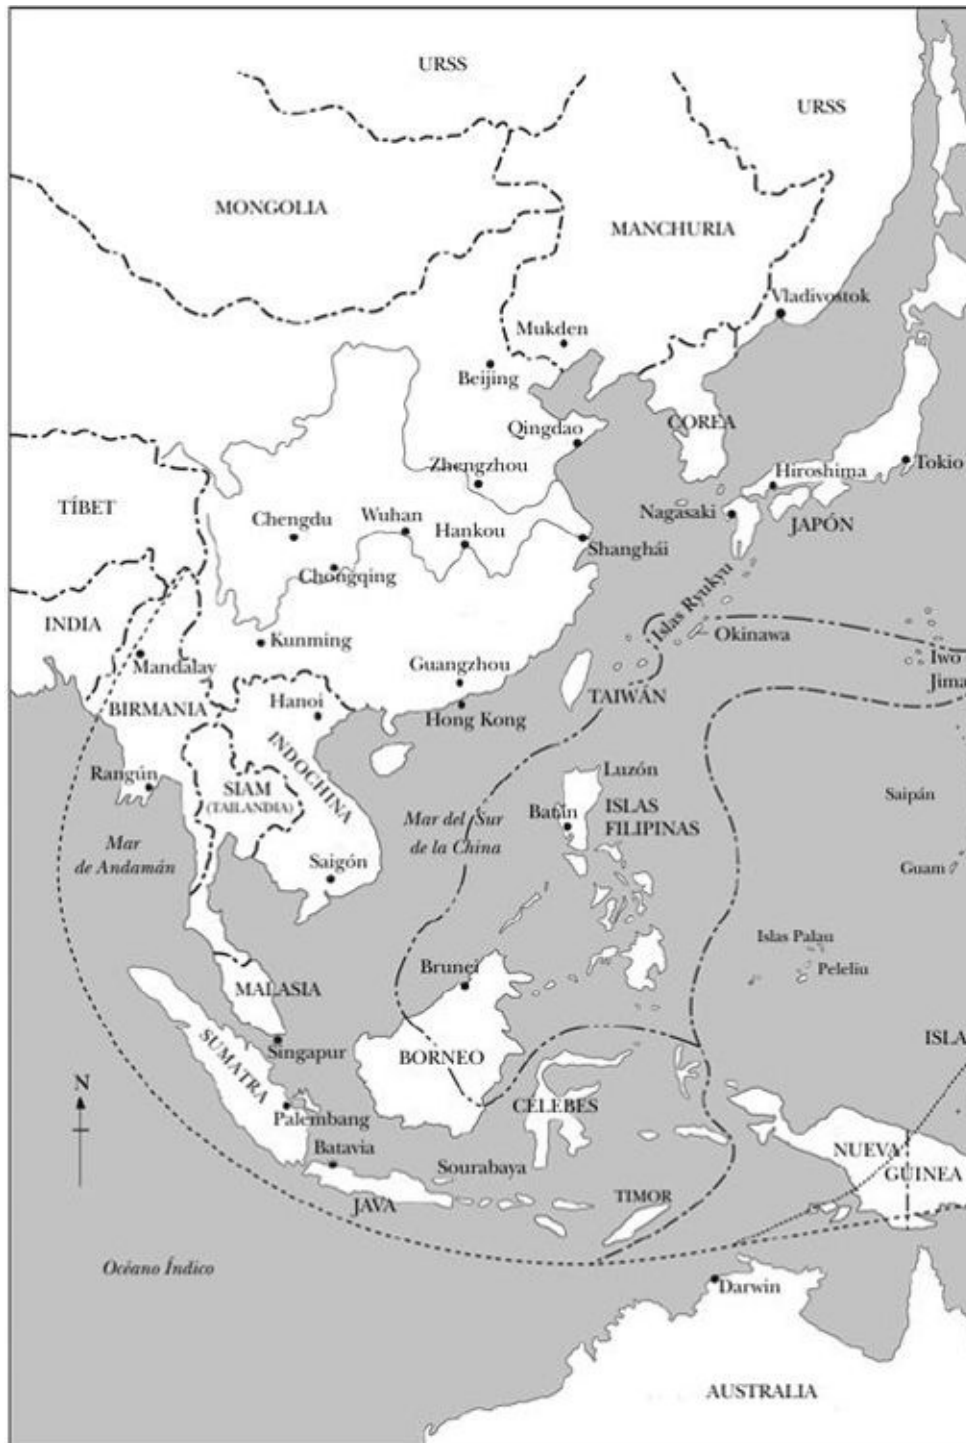 URSS
URSS
MONGOLIA
MANCHURIA
Vladivostok
Mukden
Beijing
COREA
Qingdao
Tokio
Hiroshima
Zhengzhou
TÍBET
Nagasaki
JAPÓN
Chengdu
Wuhan
Hankou
Shanghái
Chongqing
Islas Ryukyu
INDIA
Kunming
Okinawa
Mandalay
Guangzhou
Iwo
Jima
BIRMANIA
Hanoi
TAIWÁN
Hong Kong
INDOCHINA
Rangún
Luzón
SIAM
(TAILANDIA)
Saipán
Batán
ISLAS
FILIPINAS
Mar del Sur
de la China
Mar
de Andamán
Saigón
Guam
Islas Palau
Peleliu
Brunei
MALASIA
ISLA
Singapur
BORNEO
SUMATRA
N
CÉLEBES
Palembang
Batavia
NUEVA
GUINEA
Sourabaya
TIMOR
JAVA
Océano Índico
Darwin
AUSTRALIA